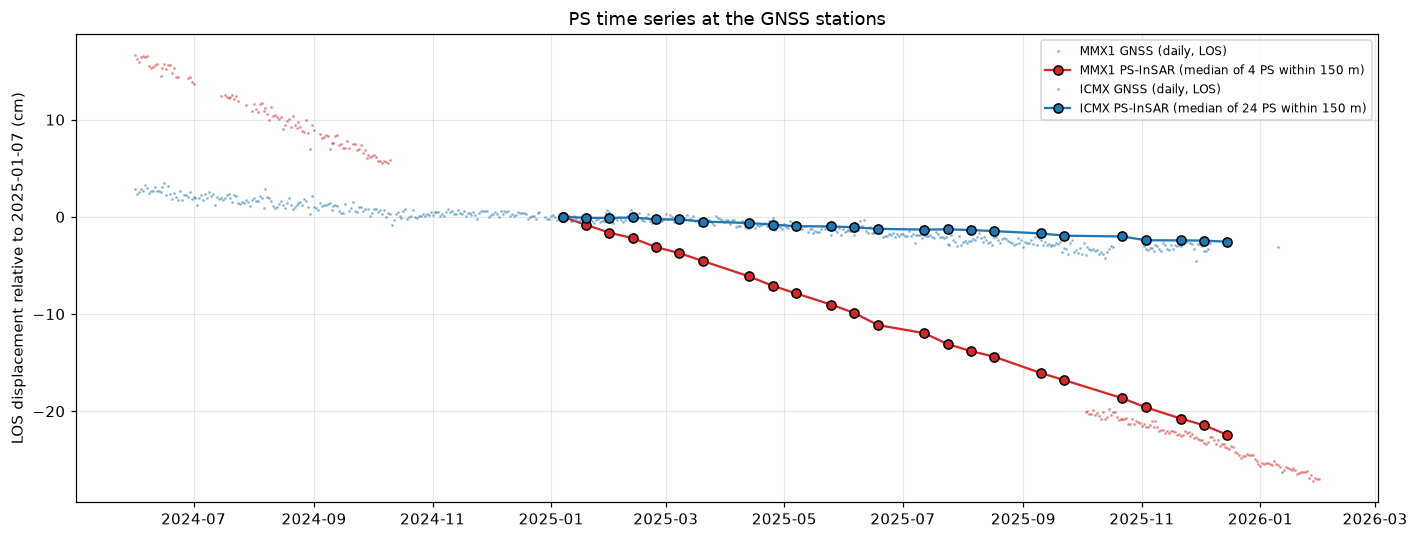 PS time series at the GNSS stations
LOS displacement relative to 2025-01-07 (cm)
10
0
−10
−20
MMX1 GNSS (daily, LOS)
MMX1 PS-InSAR (median of 4 PS within 150 m)
ICMX GNSS (daily, LOS)
ICMX PS-InSAR (median of 24 PS within 150 m)
2024-07 2024-09 2024-11 2025-01 2025-03 2025-05 2025-07 2025-09 2025-11 2026-01 2026-03